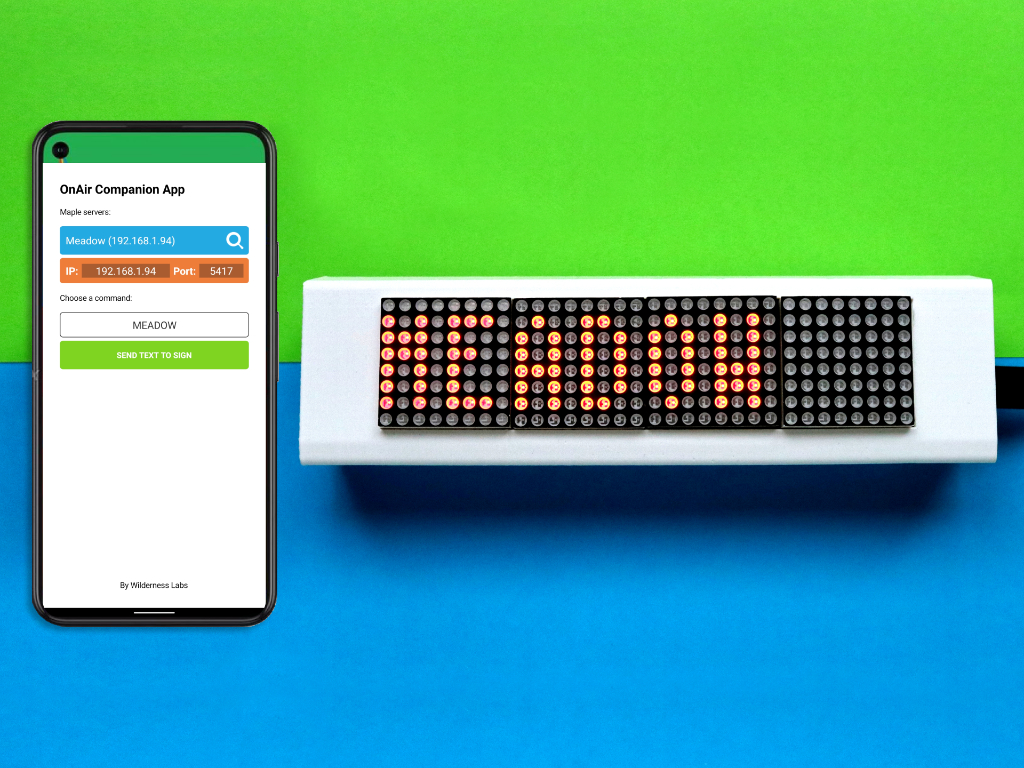 OnAir Companion App
Maple servers:
Meadow (192.168.1.94)
IP: 192.168.1.94 Port: 5417
Choose a command:
MEADOW
SEND TEXT TO SIGN
By Wilderness Labs
MEADOW